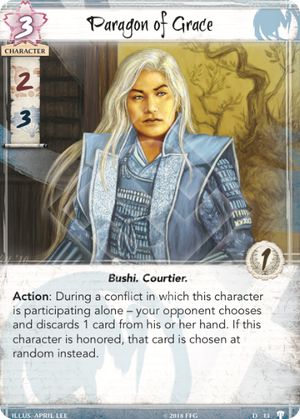 Paragon of Grace
3
CHARACTER
2
3
1
Bushi. Courtier.
Action: During a conflict in which this character
is participating alone – your opponent chooses
and discards 1 card from his or her hand. If this
character is honored, that card is chosen at
random instead.
ILLUS: APRIL LEE
© 2018 FFG
D 13